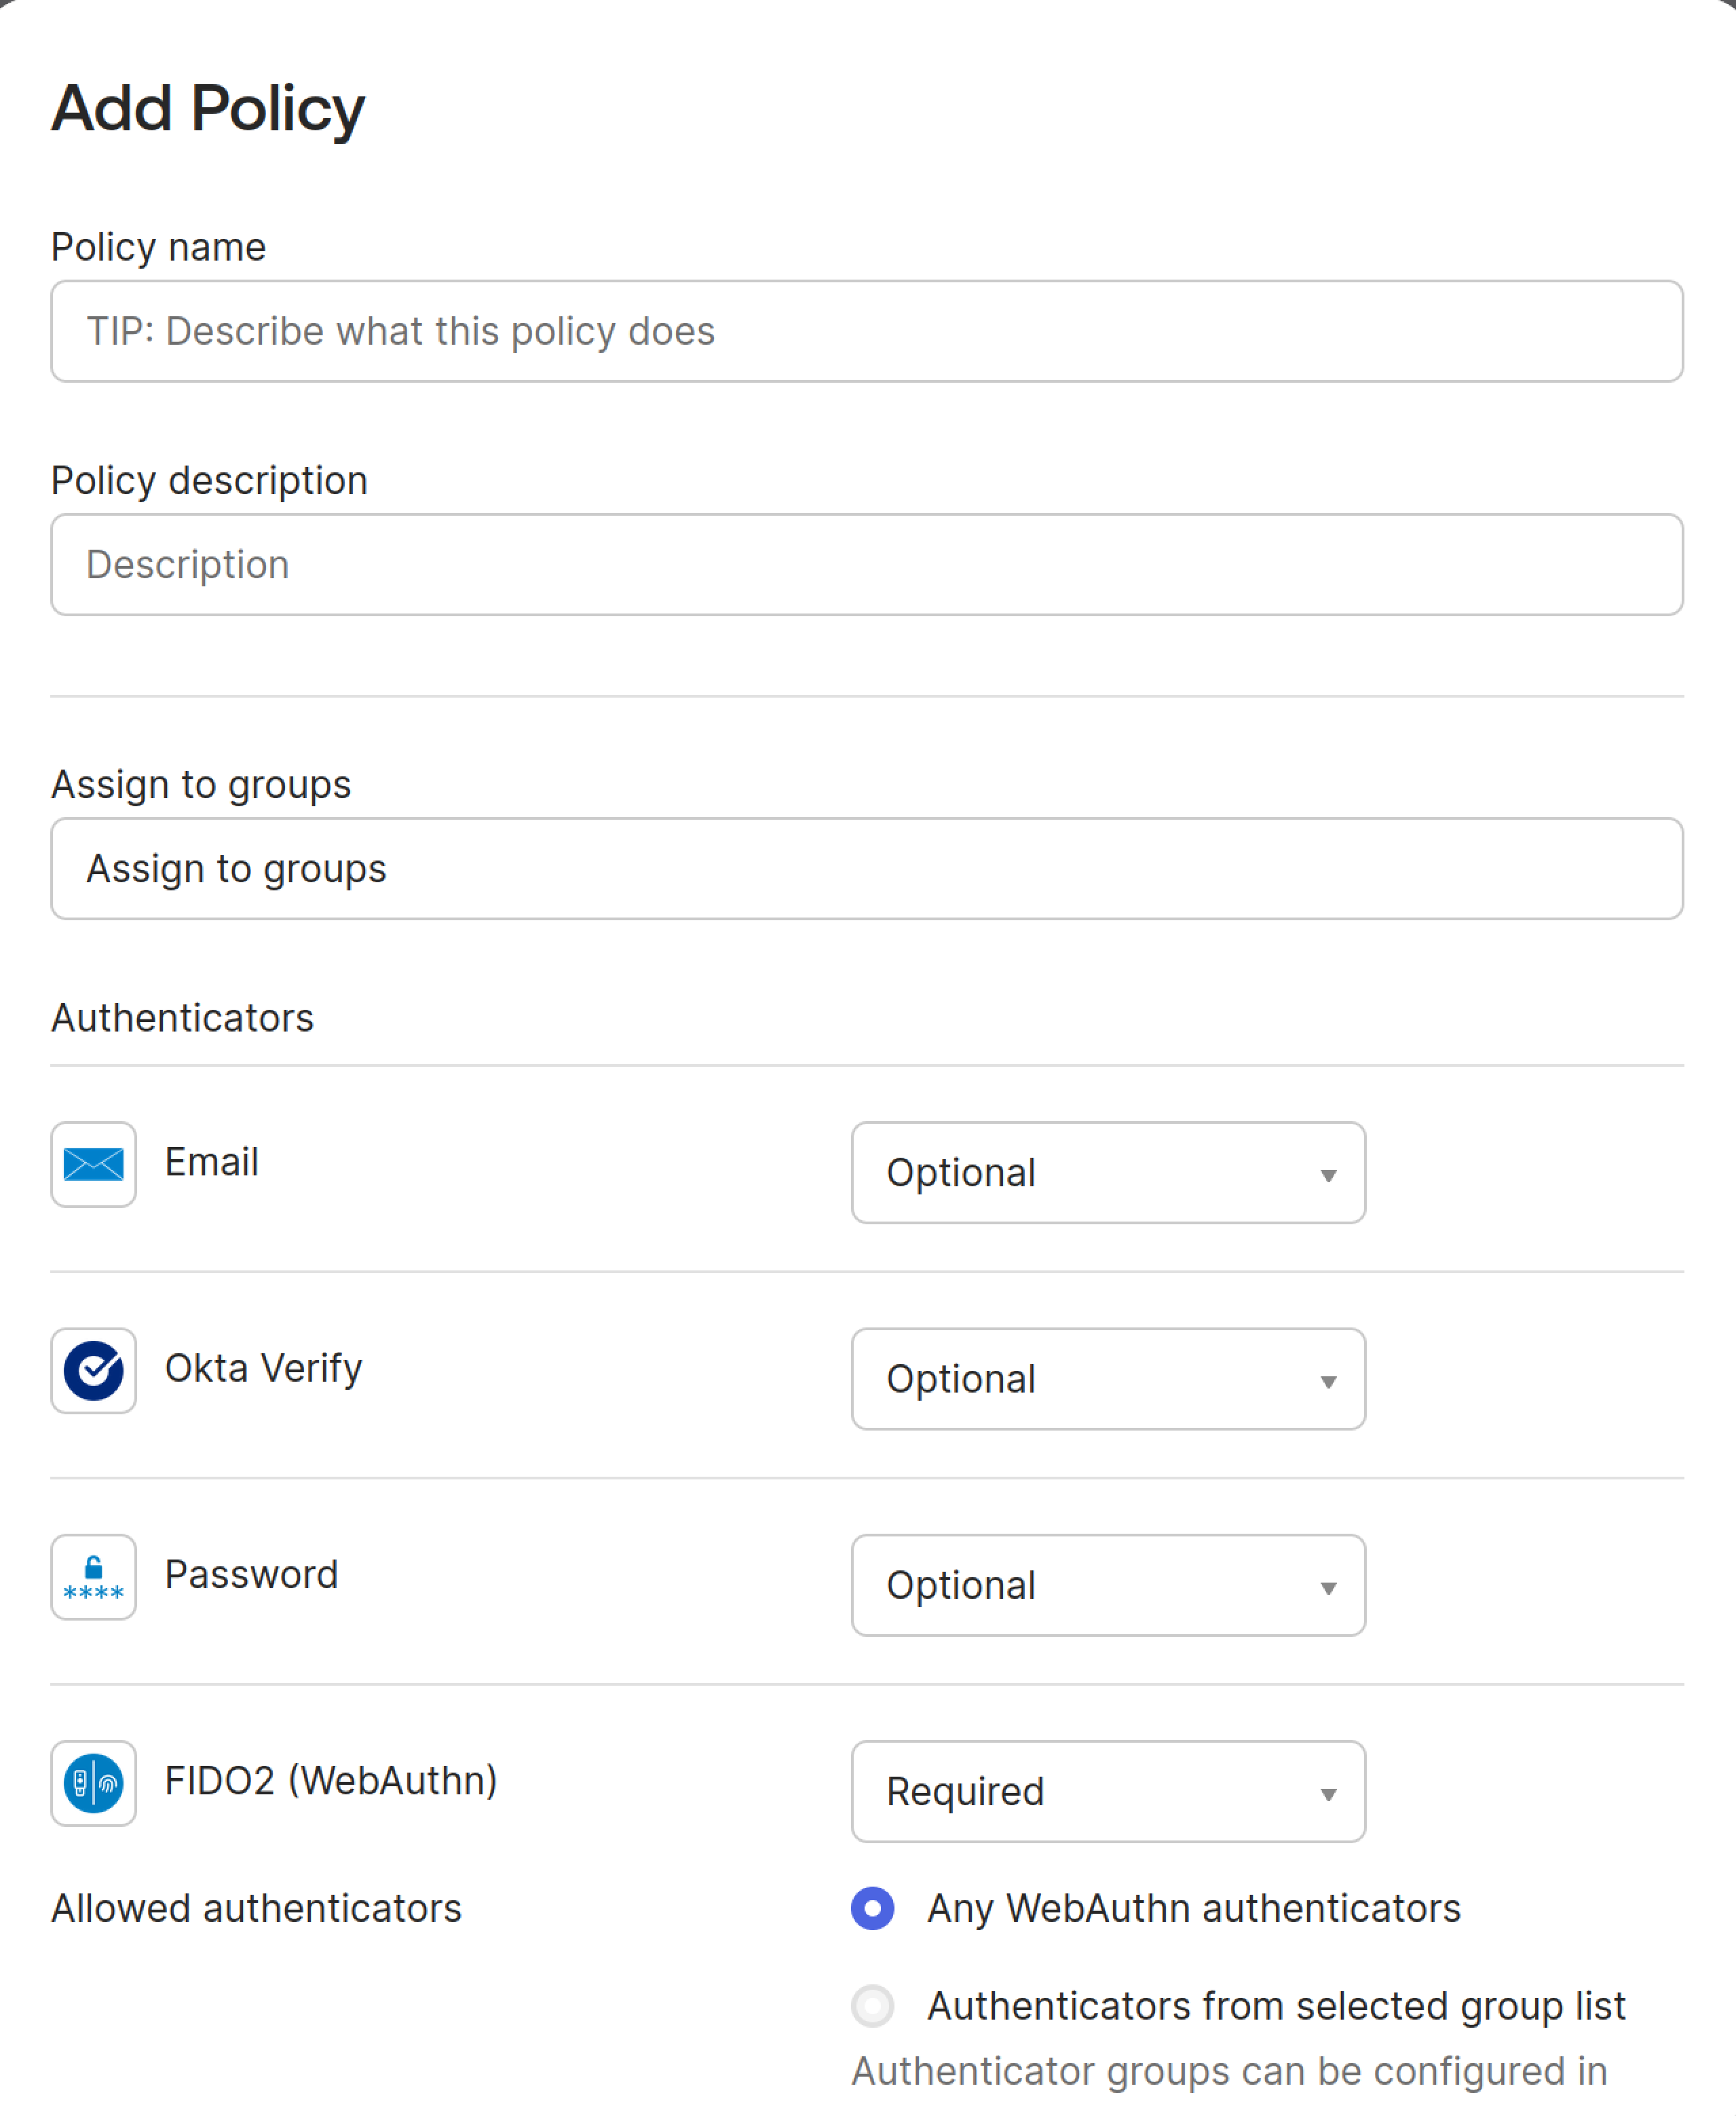 Add Policy
Policy name
TIP: Describe what this policy does
Policy description
Description
Assign to groups
Assign to groups
Authenticators
Email
Optional
Okta Verify
Optional
****
Password
Optional
FIDO2 (WebAuthn)
Required
Allowed authenticators
Any WebAuthn authenticators
Authenticators from selected group list
Authenticator groups can be configured in